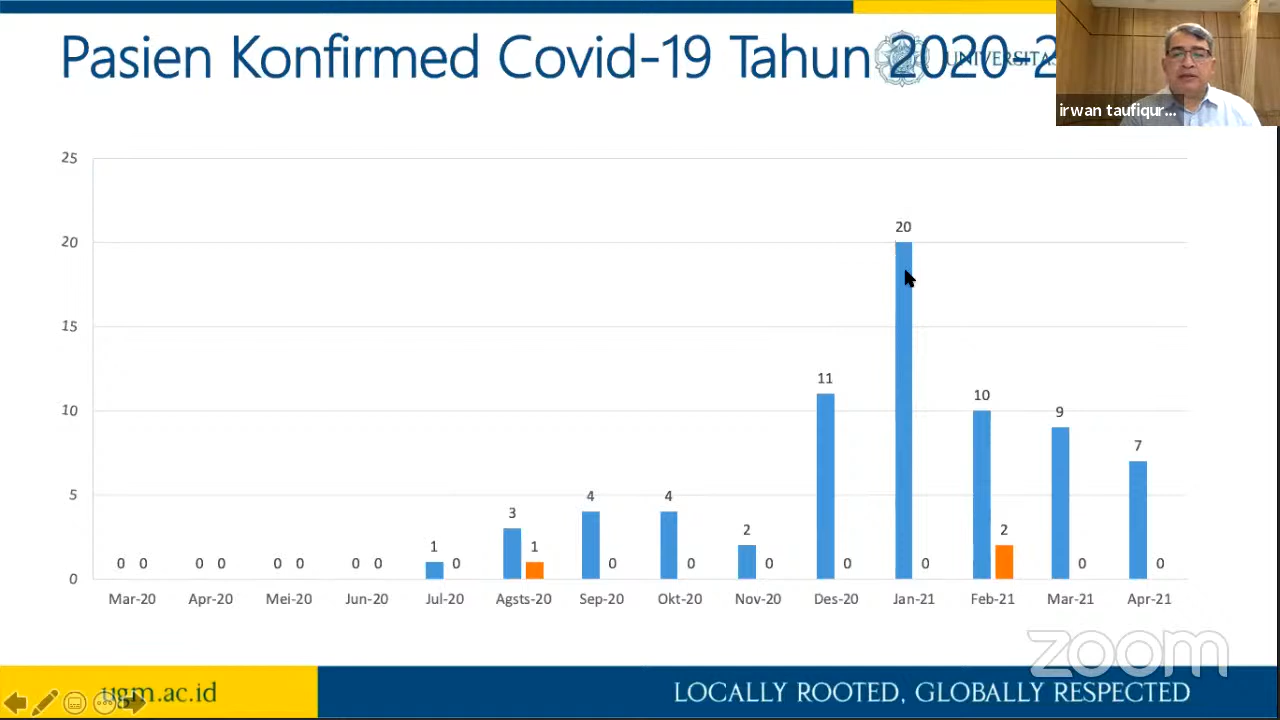 Pasien Konfirmed Covid-19 Tahun 2020-2
UNIVERSITAS
irwan taufiqur...
25
20
15
10
5
0
0 0 0 0 0 0 0 0 1 0 3 1 4 0 4 0 2 0 11 0 20 0 10 2 9 0 7 0
Mar-20 Apr-20 Mei-20 Jun-20 Jul-20 Agsts-20 Sep-20 Okt-20 Nov-20 Des-20 Jan-21 Feb-21 Mar-21 Apr-21
zoom
ugm.ac.id
LOCALLY ROOTED, GLOBALLY RESPECTED